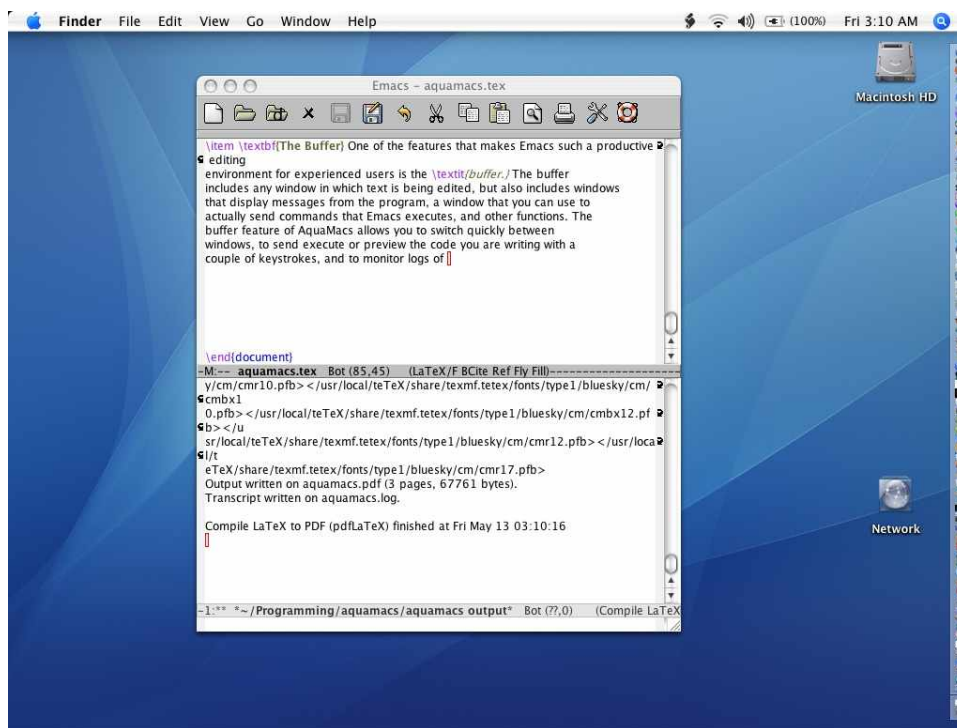 Finder File Edit View Go Window Help (100%) Fri 3:10 AM
Macintosh HD
Emacs - aquamacs.tex
\item \textbf{The Buffer} One of the features that makes Emacs such a productive
editing
environment for experienced users is the \textit{buffer.} The buffer
includes any window in which text is being edited, but also includes windows
that display messages from the program, a window that you can use to
actually send commands that Emacs executes, and other functions. The
buffer feature of AquaMacs allows you to switch quickly between
windows, to send execute or preview the code you are writing with a
couple of keystrokes, and to monitor logs of
\end{document}
-M:-- aquamacs.tex Bot (85,45) (LaTeX/F BCite Ref Fly Fill)--------------------
y/cm/cmr10.pfb></usr/local/teTeX/share/texmf.tetex/fonts/type1/bluesky/cm/
cmbx1
0.pfb></usr/local/teTeX/share/texmf.tetex/fonts/type1/bluesky/cm/cmbx12.pf
b></u
sr/local/teTeX/share/texmf.tetex/fonts/type1/bluesky/cm/cmr12.pfb></usr/loca
l/t
eTeX/share/texmf.tetex/fonts/type1/bluesky/cm/cmr17.pfb>
Output written on aquamacs.pdf (3 pages, 67761 bytes).
Transcript written on aquamacs.log.
Compile LaTeX to PDF (pdfLaTeX) finished at Fri May 13 03:10:16
-1:** *~/Programming/aquamacs/aquamacs output* Bot (??,0) (Compile LaTeX
Network